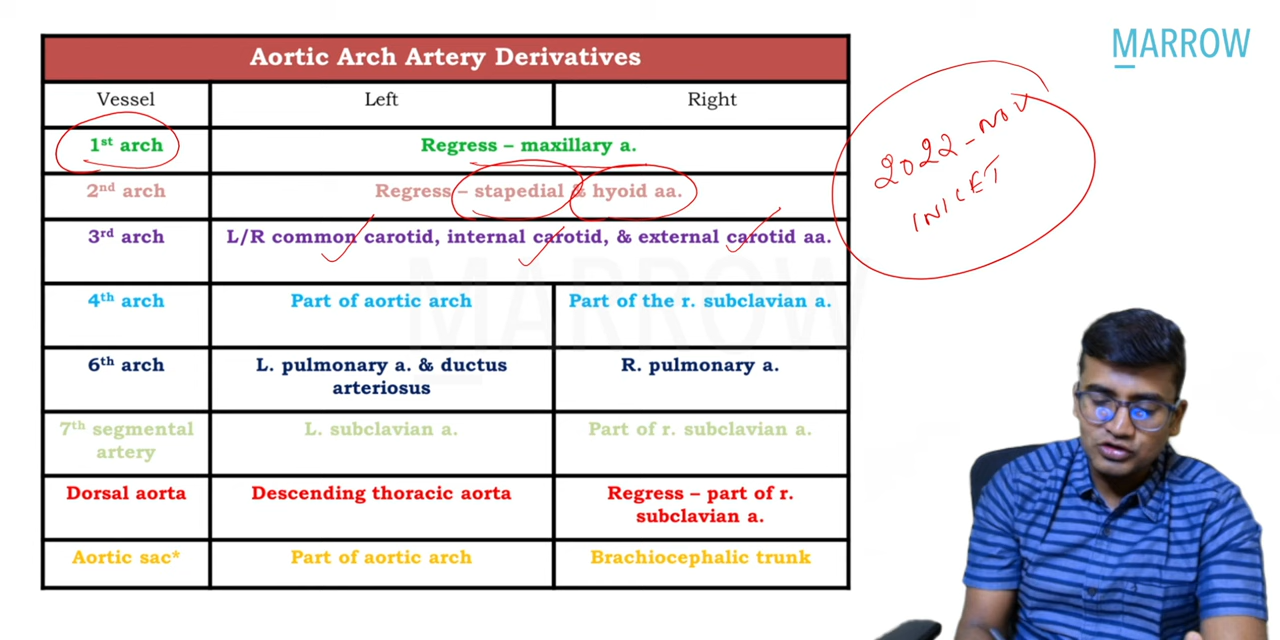 MARROW
Aortic Arch Artery Derivatives
Vessel Left Right
1st arch Regress – maxillary a.
2nd arch Regress – stapedial & hyoid aa.
3rd arch L/R common carotid, internal carotid, & external carotid aa.
4th arch Part of aortic arch Part of the r. subclavian a.
6th arch L. pulmonary a. & ductus arteriosus R. pulmonary a.
7th segmental artery L. subclavian a. Part of r. subclavian a.
Dorsal aorta Descending thoracic aorta Regress – part of r. subclavian a.
Aortic sac* Part of aortic arch Brachiocephalic trunk
2022-NOV
INICET
MARROW